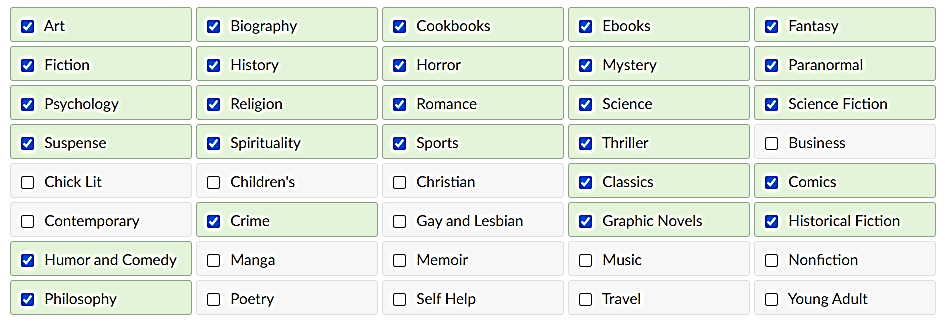 Art Biography Cookbooks Ebooks Fantasy
Fiction History Horror Mystery Paranormal
Psychology Religion Romance Science Science Fiction
Suspense Spirituality Sports Thriller Business
Chick Lit Children's Christian Classics Comics
Contemporary Crime Gay and Lesbian Graphic Novels Historical Fiction
Humor and Comedy Manga Memoir Music Nonfiction
Philosophy Poetry Self Help Travel Young Adult